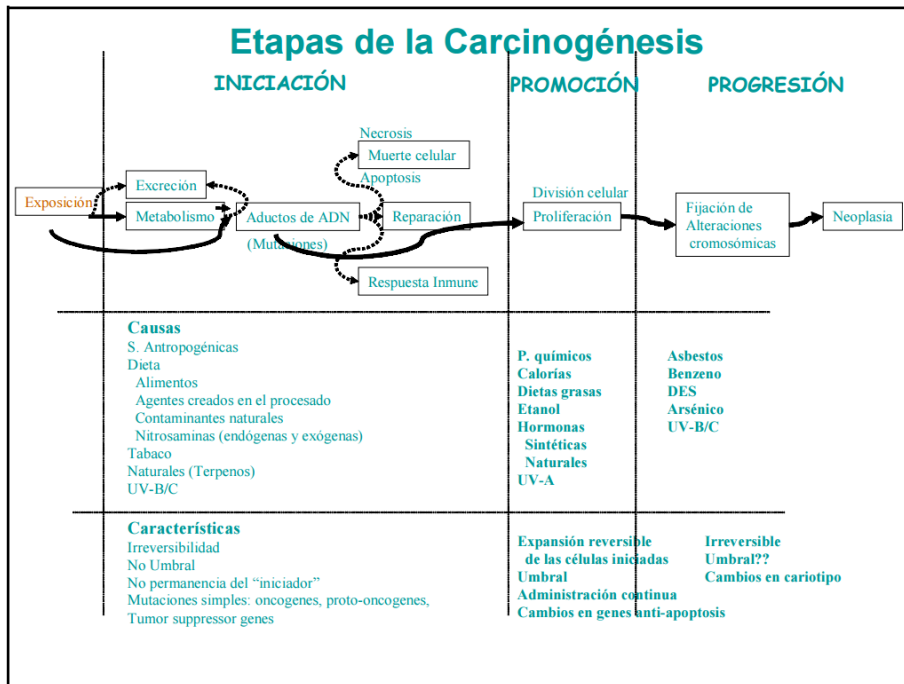 Etapas de la Carcinogénesis
INICIACIÓN
PROMOCIÓN
PROGRESIÓN
Necrosis
Muerte celular
Apoptosis
Excreción
Exposición
Metabolismo
Aductos de ADN
(Mutaciones)
Reparación
Respuesta Inmune
División celular
Proliferación
Fijación de
Alteraciones
cromosómicas
Neoplasia
Causas
S. Antropogénicas
Dieta
Alimentos
Agentes creados en el procesado
Contaminantes naturales
Nitrosaminas (endógenas y exógenas)
Tabaco
Naturales (Terpenos)
UV-B/C
P. químicos
Calorías
Dietas grasas
Etanol
Hormonas
Sintéticas
Naturales
UV-A
Asbestos
Benzeno
DES
Arsénico
UV-B/C
Características
Irreversibilidad
No Umbral
No permanencia del “iniciador”
Mutaciones simples: oncogenes, proto-oncogenes,
Tumor suppressor genes
Expansión reversible
de las células iniciadas
Umbral
Administración continua
Cambios en genes anti-apoptosis
Irreversible
Umbral??
Cambios en cariotipo